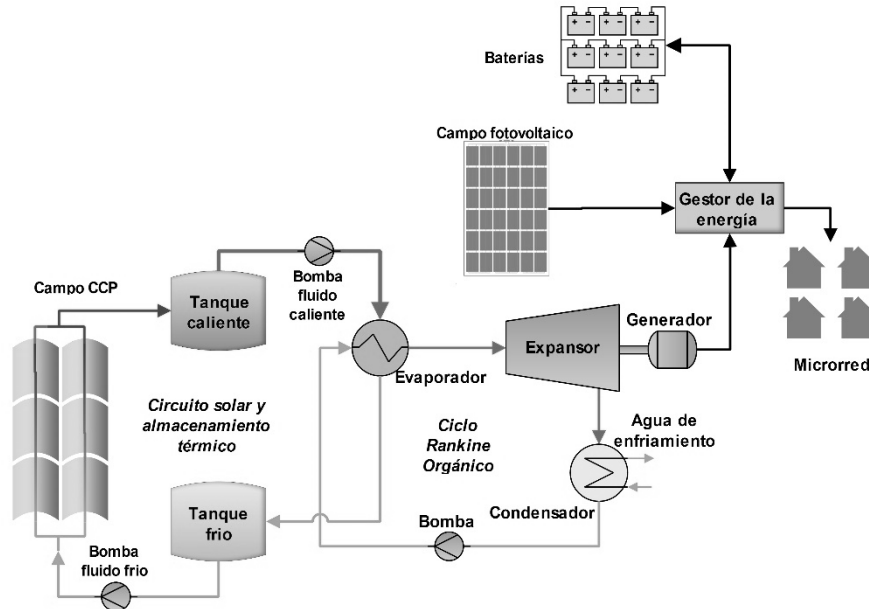 Baterías
Campo fotovoltaico
Gestor de la
energía
Microrred
Campo CCP
Tanque
caliente
Bomba
fluido
caliente
Evaporador
Expansor
Generador
Circuito solar y
almacenamiento
térmico
Ciclo
Rankine
Orgánico
Agua de
enfriamiento
Condensador
Bomba
Tanque
frio
Bomba
fluido frio